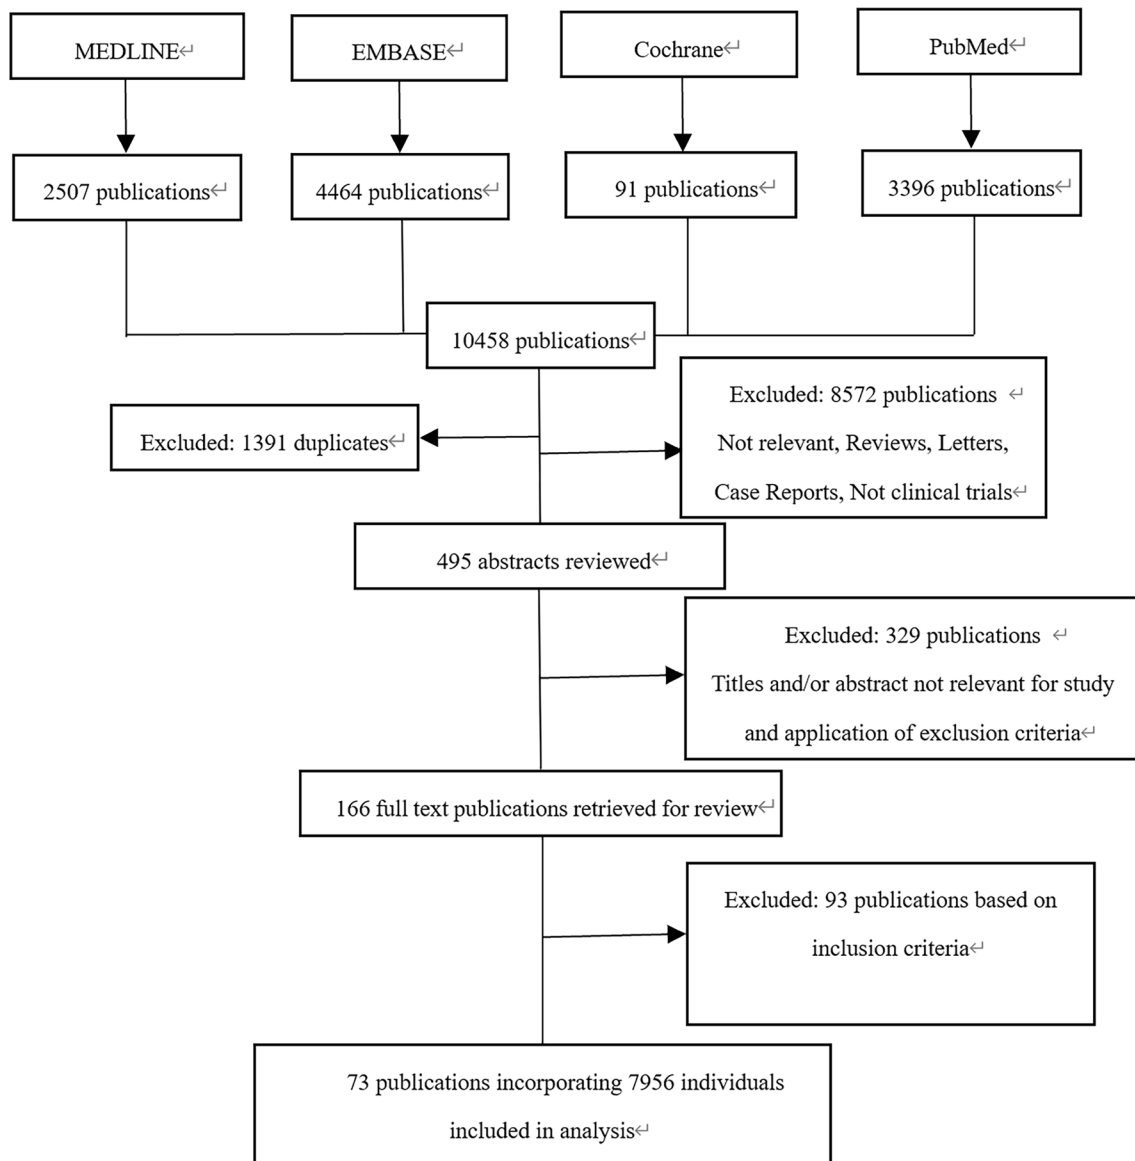 MEDLINE↵
EMBASE↵
Cochrane↵
PubMed↵
2507 publications↵
4464 publications↵
91 publications↵
3396 publications↵
10458 publications↵
Excluded: 1391 duplicates↵
Excluded: 8572 publications ↵
Not relevant, Reviews, Letters,
Case Reports, Not clinical trials↵
495 abstracts reviewed↵
Excluded: 329 publications ↵
Titles and/or abstract not relevant for study
and application of exclusion criteria↵
166 full text publications retrieved for review↵
Excluded: 93 publications based on
inclusion criteria↵
73 publications incorporating 7956 individuals
included in analysis↵